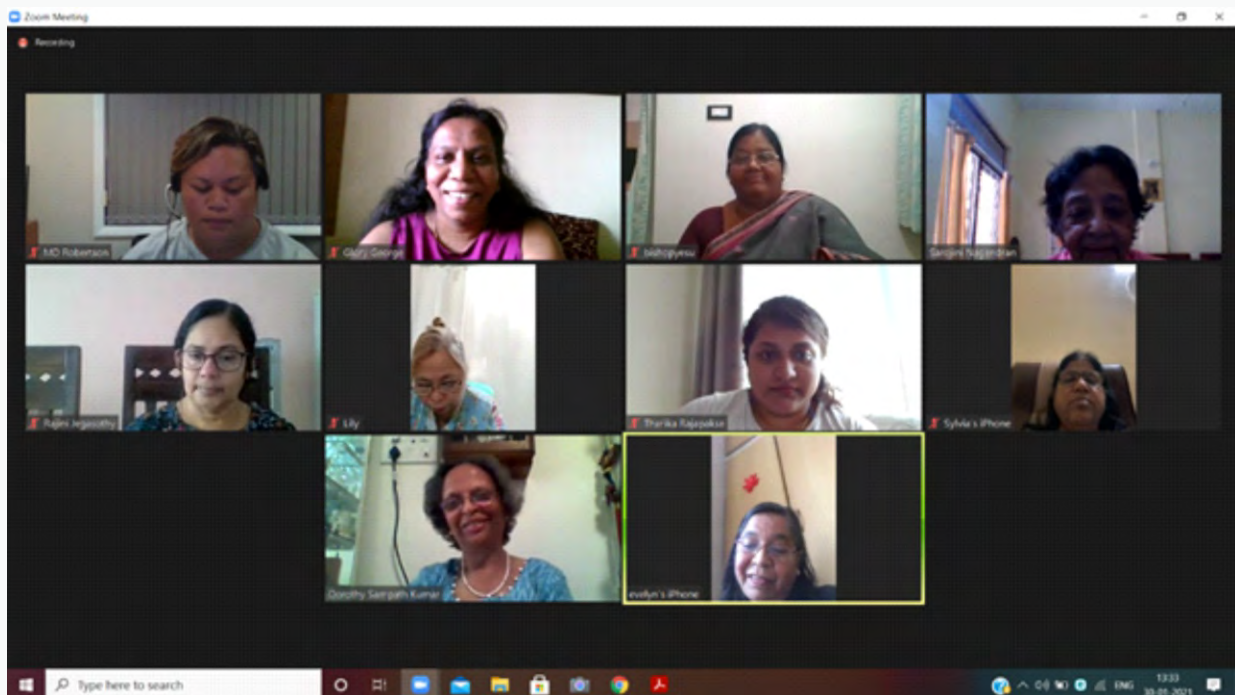 Zoom Meeting
Recording
MD Robertson
Glory George
bishopyesu
Sarojini Nagendran
Rajini Jegasothy
Lily
Tharika Rajapakse
Sylvia's iPhone
Dorothy Sampath Kumar
evelyn's iPhone
Type here to search
ENG
13:33